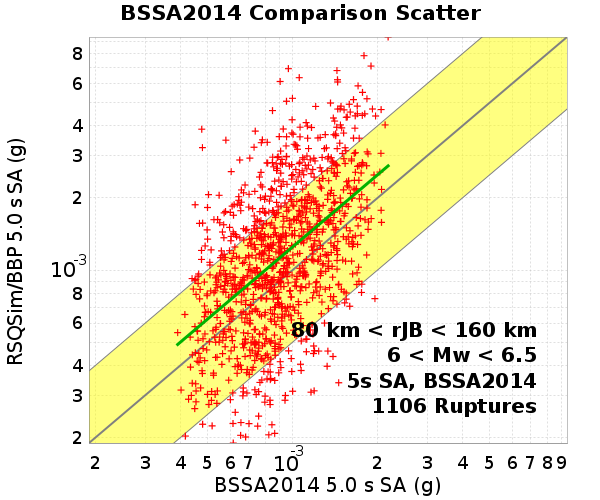 BSSA2014 Comparison Scatter
RSQSim/BBP 5.0 s SA (g)
8
6
4
3
2
10-3
8
6
4
3
2
80 km < rJB < 160 km
6 < Mw < 6.5
5s SA, BSSA2014
1106 Ruptures
2 3 4 5 6 7 10-3 2 3 4 5 6 7 8 9
BSSA2014 5.0 s SA (g)